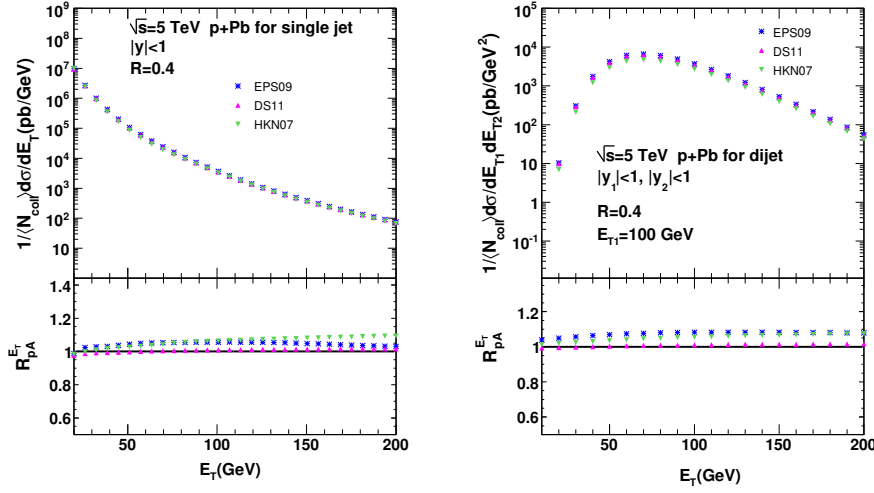 √s=5 TeV p+Pb for single jet
|y|<1
R=0.4
EPS09
DS11
HKN07
1/⟨N_coll⟩dσ/dE_T(pb/GeV)
10^9
10^8
10^7
10^6
10^5
10^4
10^3
10^2
10
R_pA^E_T
1.4
1.2
1
0.8
0.6
50 100 150 200
E_T(GeV)
EPS09
DS11
HKN07
√s=5 TeV p+Pb for dijet
|y_1|<1, |y_2|<1
R=0.4
E_T1=100 GeV
1/⟨N_coll⟩dσ/dE_T1dE_T2(pb/GeV^2)
10^5
10^4
10^3
10^2
10
1
10^-1
R_pA^E_T
1.4
1.2
1
0.8
0.6
50 100 150 200
E_T(GeV)